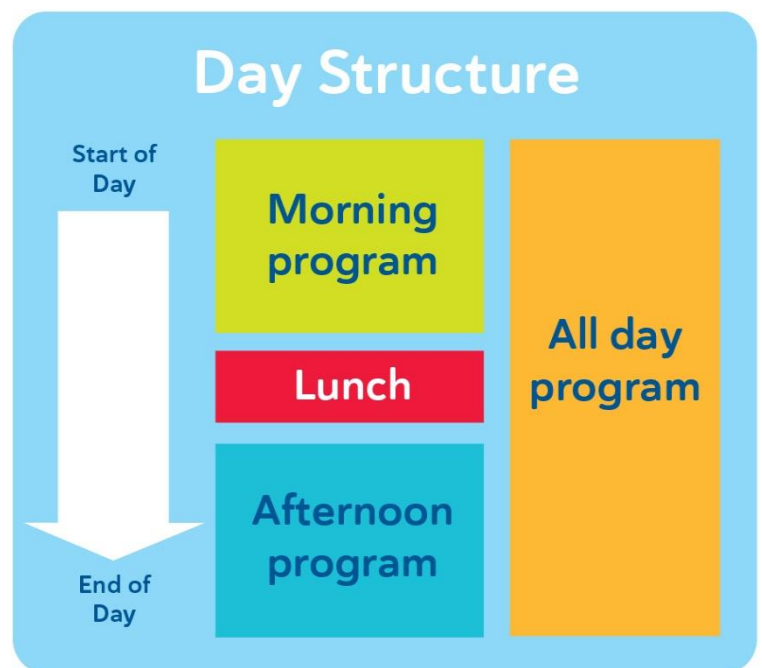 Day Structure
Start of
Day
Morning
program
Lunch
Afternoon
program
All day
program
End of
Day